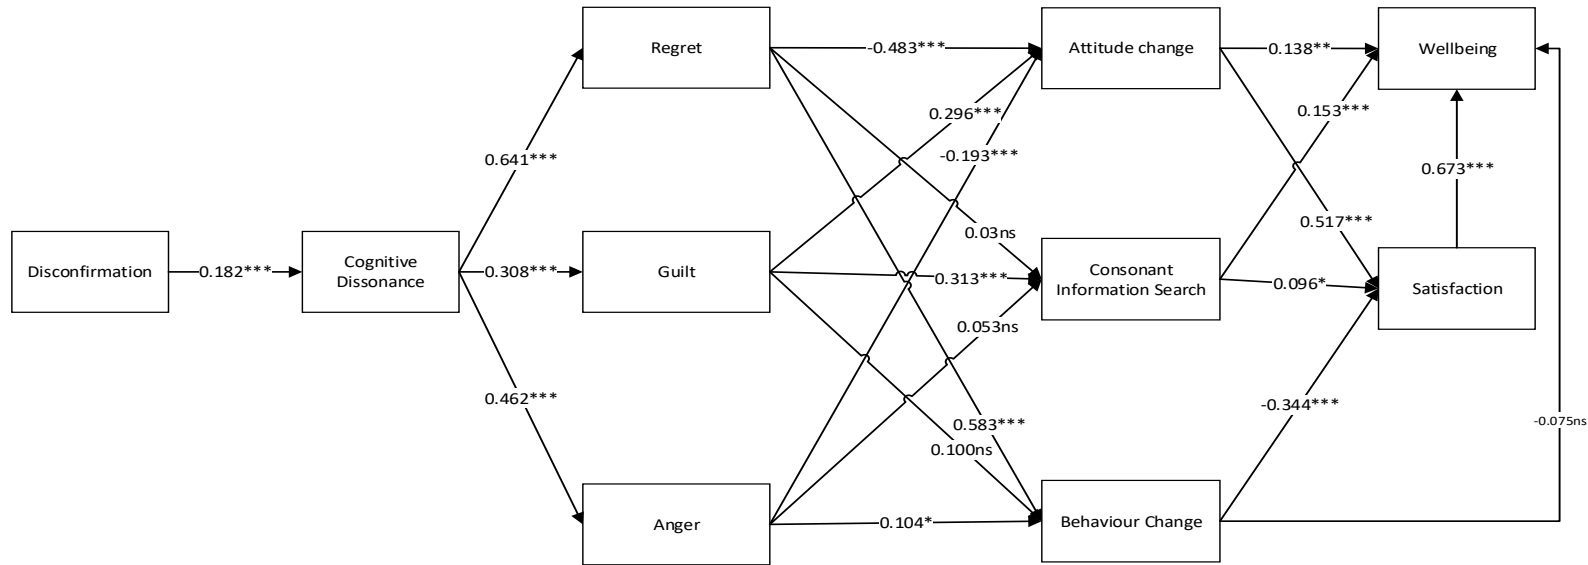 Regret
-0.483***
Attitude change
0.138**
Wellbeing
0.296***
0.153***
0.641***
-0.193***
0.673***
0.517***
0.03ns
Disconfirmation
0.182***
Cognitive
Dissonance
0.308***
Guilt
0.313***
Consonant
Information Search
0.096*
Satisfaction
0.053ns
0.462***
-0.344***
0.583***
-0.075ns
0.100ns
Anger
0.104*
Behaviour Change